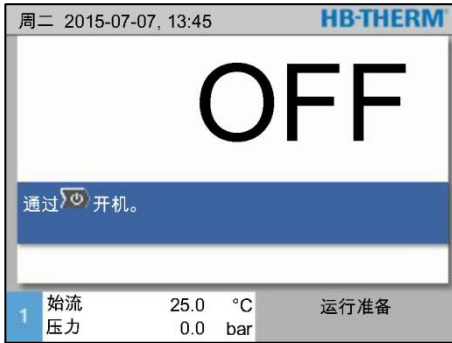 周二 2015-07-07, 13:45 HB-THERM
OFF
通过 开机。
1 始流 25.0 °C 运行准备
压力 0.0 bar